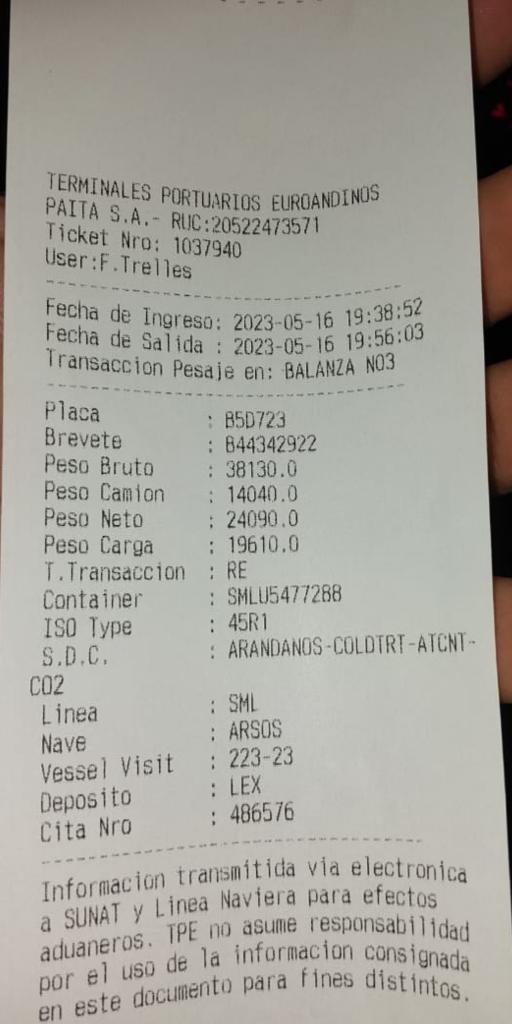 TERMINALES PORTUARIOS EUROANDINOS
PAITA S.A.- RUC:20522473571
Ticket Nro: 1037940
User:F.Trelles
Fecha de Ingreso: 2023-05-16 19:38:52
Fecha de Salida : 2023-05-16 19:56:03
Transaccion Pesaje en: BALANZA NO3
Placa : B5D723
Brevete : B44342922
Peso Bruto : 38130.0
Peso Camion : 14040.0
Peso Neto : 24090.0
Peso Carga : 19610.0
T.Transaccion : RE
Container : SMLU5477288
ISO Type : 45R1
S.D.C. : ARANDANOS-COLDTRT-ATCNT-
CO2
Linea : SML
Nave : ARSOS
Vessel Visit : 223-23
Deposito : LEX
Cita Nro : 486576
Informacion transmitida via electronica
a SUNAT y Linea Naviera para efectos
aduaneros. TPE no asume responsabilidad
por el uso de la informacion consignada
en este documento para fines distintos.